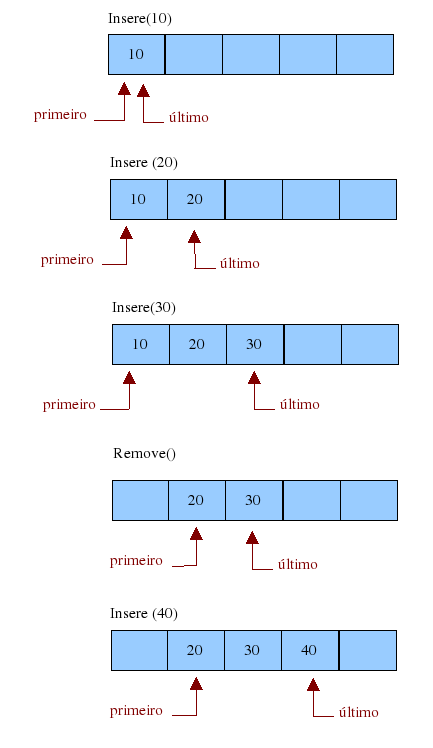 Insere(10)
10
primeiro último
Insere (20)
10 20
primeiro último
Insere(30)
10 20 30
primeiro último
Remove()
20 30
primeiro último
Insere (40)
20 30 40
primeiro último